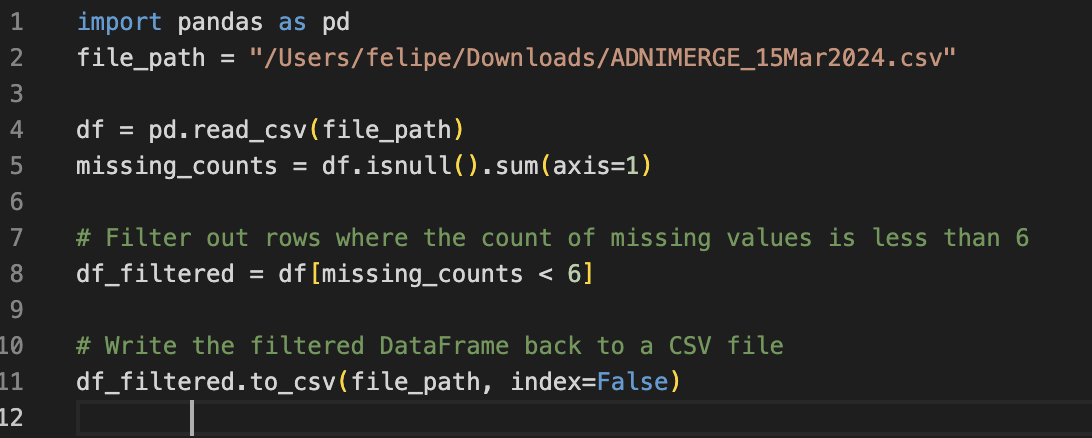 1 import pandas as pd
2 file_path = "/Users/felipe/Downloads/ADNIMERGE_15Mar2024.csv"
3
4 df = pd.read_csv(file_path)
5 missing_counts = df.isnull().sum(axis=1)
6
7 # Filter out rows where the count of missing values is less than 6
8 df_filtered = df[missing_counts < 6]
9
10 # Write the filtered DataFrame back to a CSV file
11 df_filtered.to_csv(file_path, index=False)
12